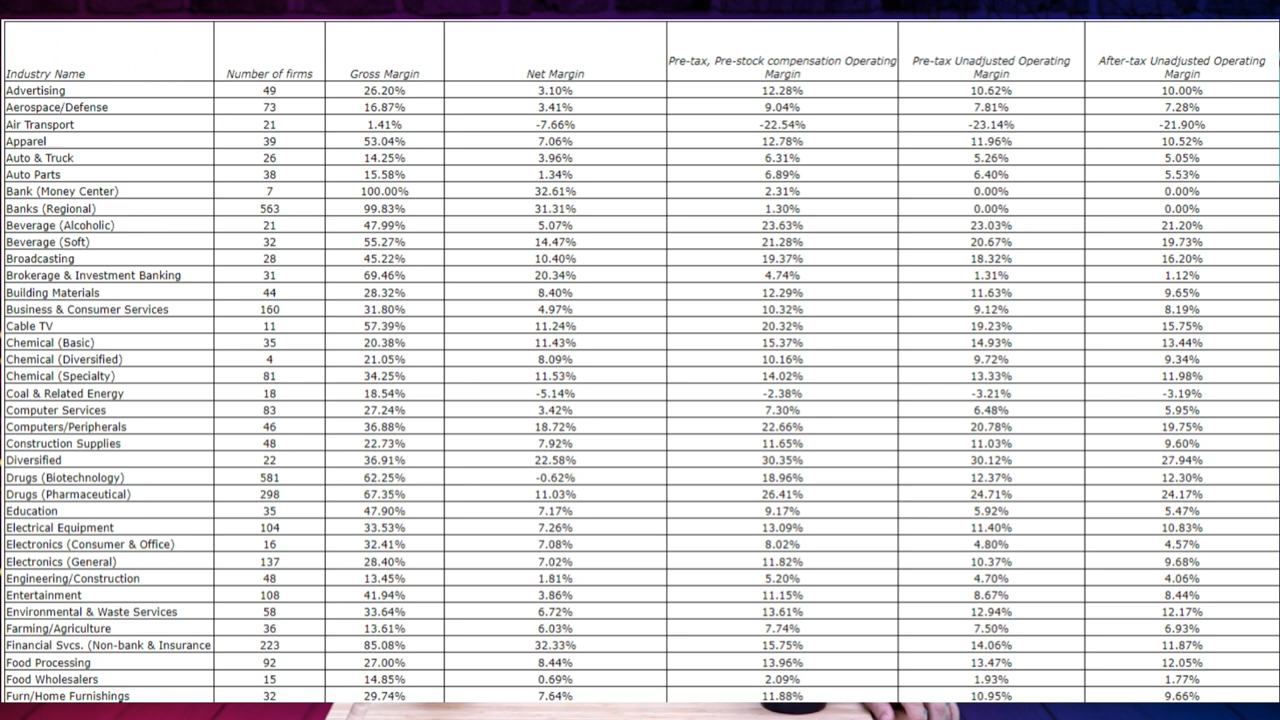 Industry Name Number of firms Gross Margin Net Margin Pre-tax, Pre-stock compensation Operating Margin Pre-tax Unadjusted Operating Margin After-tax Unadjusted Operating Margin
Advertising 49 26.20% 3.10% 12.28% 10.62% 10.00%
Aerospace/Defense 73 16.87% 3.41% 9.04% 7.81% 7.28%
Air Transport 21 1.41% -7.66% -22.54% -23.14% -21.90%
Apparel 39 53.04% 7.06% 12.78% 11.96% 10.52%
Auto & Truck 26 14.25% 3.96% 6.31% 5.26% 5.05%
Auto Parts 38 15.58% 1.34% 6.89% 6.40% 5.53%
Bank (Money Center) 7 100.00% 32.61% 2.31% 0.00% 0.00%
Banks (Regional) 563 99.83% 31.31% 1.30% 0.00% 0.00%
Beverage (Alcoholic) 21 47.99% 5.07% 23.63% 23.03% 21.20%
Beverage (Soft) 32 55.27% 14.47% 21.28% 20.67% 19.73%
Broadcasting 28 45.22% 10.40% 19.37% 18.32% 16.20%
Brokerage & Investment Banking 31 69.46% 20.34% 4.74% 1.31% 1.12%
Building Materials 44 28.32% 8.40% 12.29% 11.63% 9.65%
Business & Consumer Services 160 31.80% 4.97% 10.32% 9.12% 8.19%
Cable TV 11 57.39% 11.24% 20.32% 19.23% 15.75%
Chemical (Basic) 35 20.38% 11.43% 15.37% 14.93% 13.44%
Chemical (Diversified) 4 21.05% 8.09% 10.16% 9.72% 9.34%
Chemical (Specialty) 81 34.25% 11.53% 14.02% 13.33% 11.98%
Coal & Related Energy 18 18.54% -5.14% -2.38% -3.21% -3.19%
Computer Services 83 27.24% 3.42% 7.30% 6.48% 5.95%
Computers/Peripherals 46 36.88% 18.72% 22.66% 20.78% 19.75%
Construction Supplies 48 22.73% 7.92% 11.65% 11.03% 9.60%
Diversified 22 36.91% 22.58% 30.35% 30.12% 27.94%
Drugs (Biotechnology) 581 62.25% -0.62% 18.96% 12.37% 12.30%
Drugs (Pharmaceutical) 298 67.35% 11.03% 26.41% 24.71% 24.17%
Education 35 47.90% 7.17% 9.17% 5.92% 5.47%
Electrical Equipment 104 33.53% 7.26% 13.09% 11.40% 10.83%
Electronics (Consumer & Office) 16 32.41% 7.08% 8.02% 4.80% 4.57%
Electronics (General) 137 28.40% 7.02% 11.82% 10.37% 9.68%
Engineering/Construction 48 13.45% 1.81% 5.20% 4.70% 4.06%
Entertainment 108 41.94% 3.86% 11.15% 8.67% 8.44%
Environmental & Waste Services 58 33.64% 6.72% 13.61% 12.94% 12.17%
Farming/Agriculture 36 13.61% 6.03% 7.74% 7.50% 6.93%
Financial Svcs. (Non-bank & Insurance 223 85.08% 32.33% 15.75% 14.06% 11.87%
Food Processing 92 27.00% 8.44% 13.96% 13.47% 12.05%
Food Wholesalers 15 14.85% 0.69% 2.09% 1.93% 1.77%
Furn/Home Furnishings 32 29.74% 7.64% 11.88% 10.95% 9.66%